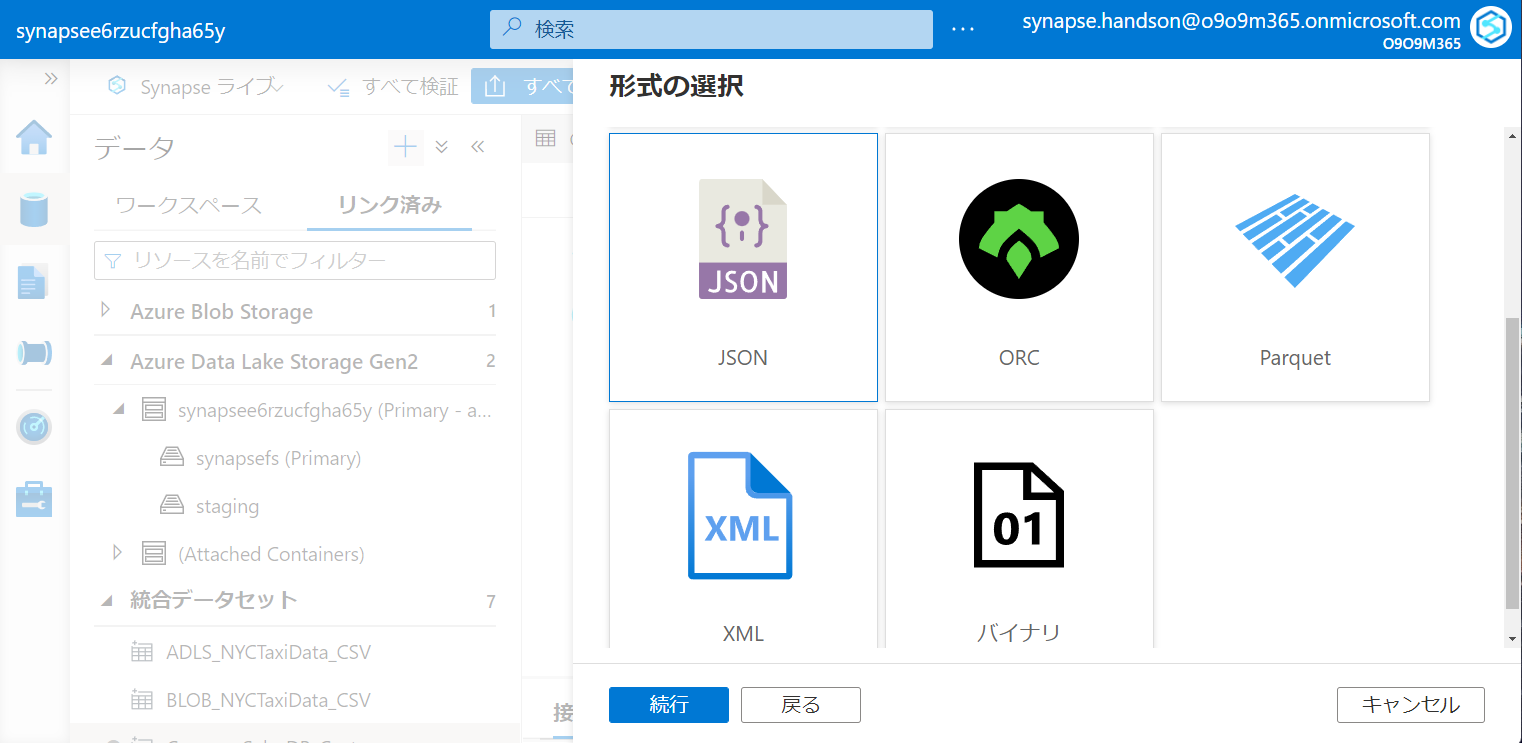 synapsee6rzucfgha65y
検索
synapse.handson@o9o9m365.onmicrosoft.com
O9O9M365
Synapse ライブ
すべて検証
すべて
データ
ワークスペース
リンク済み
リソースを名前でフィルター
Azure Blob Storage 1
Azure Data Lake Storage Gen2 2
synapsee6rzucfgha65y (Primary - a...
synapsefs (Primary)
staging
(Attached Containers)
統合データセット 7
ADLS_NYCTaxiData_CSV
BLOB_NYCTaxiData_CSV
接
形式の選択
JSON
JSON
ORC
Parquet
XML
XML
01
バイナリ
続行
戻る
キャンセル